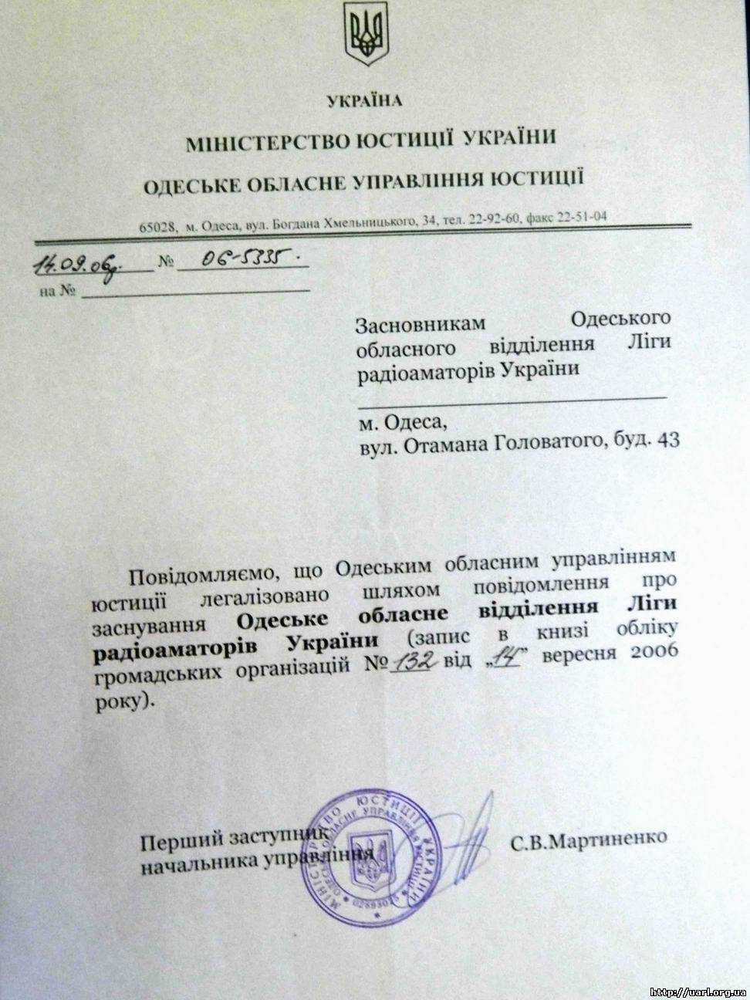 УКРАЇНА
МІНІСТЕРСТВО ЮСТИЦІЇ УКРАЇНИ
ОДЕСЬКЕ ОБЛАСНЕ УПРАВЛІННЯ ЮСТИЦІЇ
65028, м. Одеса, вул. Богдана Хмельницького, 34, тел. 22-92-60, факс 22-51-04
14.09.06р. № 06-5335.
на №
Засновникам Одеського
обласного відділення Ліги
радіоаматорів України
м. Одеса,
вул. Отамана Головатого, буд. 43
Повідомляємо, що Одеським обласним управлінням
юстиції легалізовано шляхом повідомлення про
заснування Одеське обласне відділення Ліги
радіоаматорів України (запис в книзі обліку
громадських організацій № 132 від „14” вересня 2006
року).
Перший заступник
начальника управління
С.В.Мартиненко
МІНІСТЕРСТВО ЮСТИЦІЇ УКРАЇНИ
ОДЕСЬКЕ ОБЛАСНЕ УПРАВЛІННЯ ЮСТИЦІЇ
http://uarl.org.ua